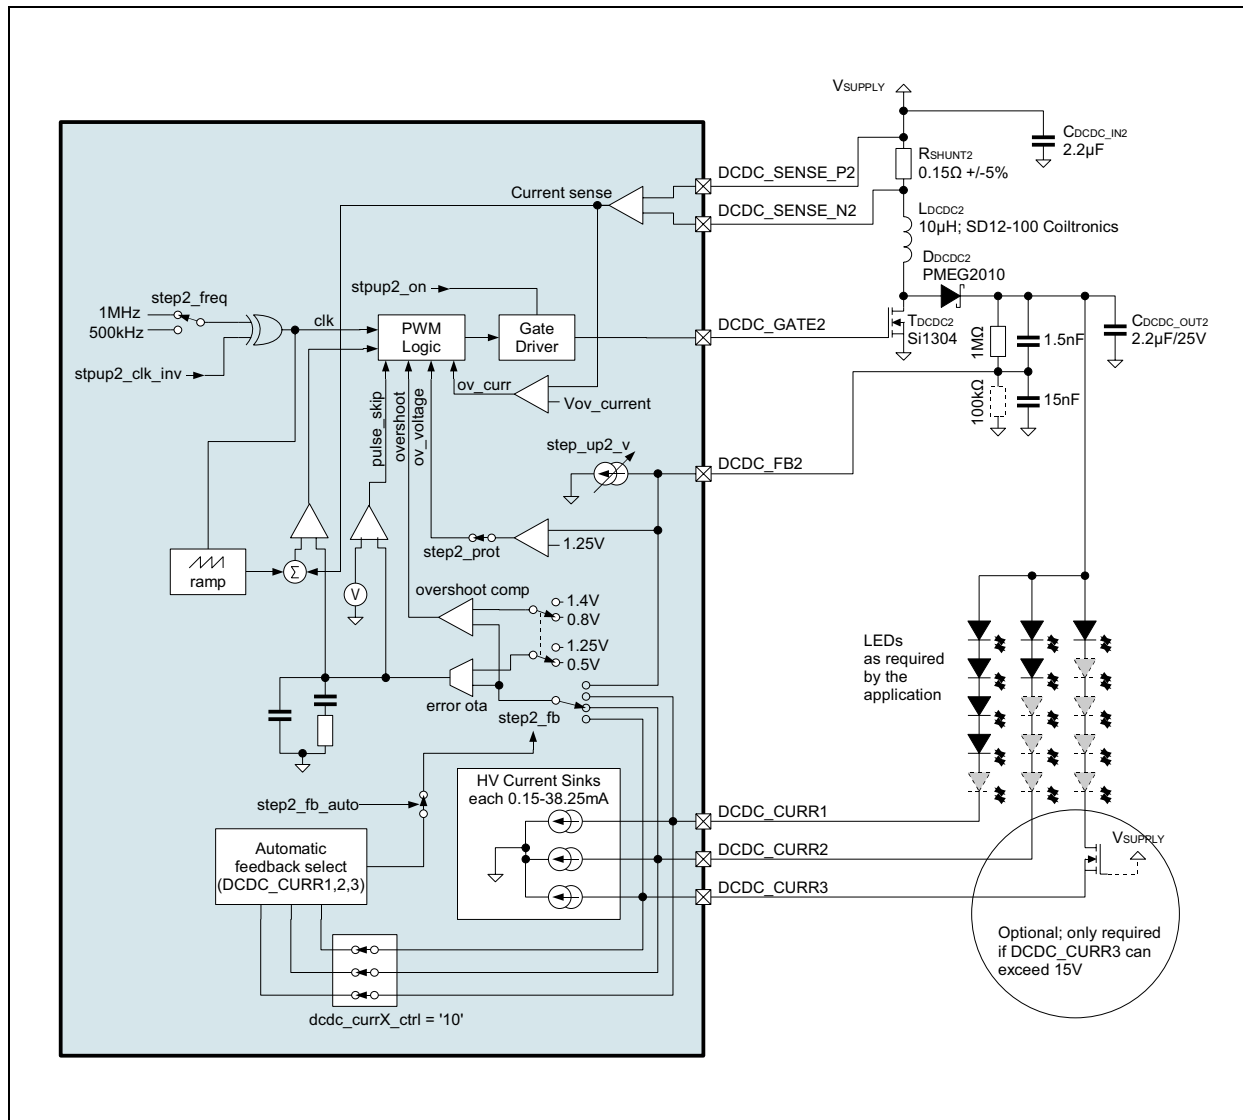 VSUPPLY
CDCDC_IN2
2.2µF
RSHUNT2
0.15Ω +/-5%
DCDC_SENSE_P2
Current sense
DCDC_SENSE_N2
LDCDC2
10µH; SD12-100 Coiltronics
DDCDC2
PMEG2010
stpup2_on
step2_freq
1MHz
500kHz
clk
PWM
Logic
Gate
Driver
DCDC_GATE2
TDCDC2
Si1304
1MΩ
1.5nF
CDCDC_OUT2
2.2µF/25V
stpup2_clk_inv
ov_curr
Vov_current
pulse_skip
overshoot
ov_voltage
100kΩ
15nF
step_up2_v
DCDC_FB2
step2_prot
1.25V
ramp
Σ
V
overshoot comp
1.4V
0.8V
1.25V
0.5V
error ota
step2_fb
LEDs
as required
by the
application
step2_fb_auto
HV Current Sinks
each 0.15-38.25mA
DCDC_CURR1
DCDC_CURR2
DCDC_CURR3
VSUPPLY
Automatic
feedback select
(DCDC_CURR1,2,3)
Optional; only required
if DCDC_CURR3 can
exceed 15V
dcdc_currX_ctrl = '10'